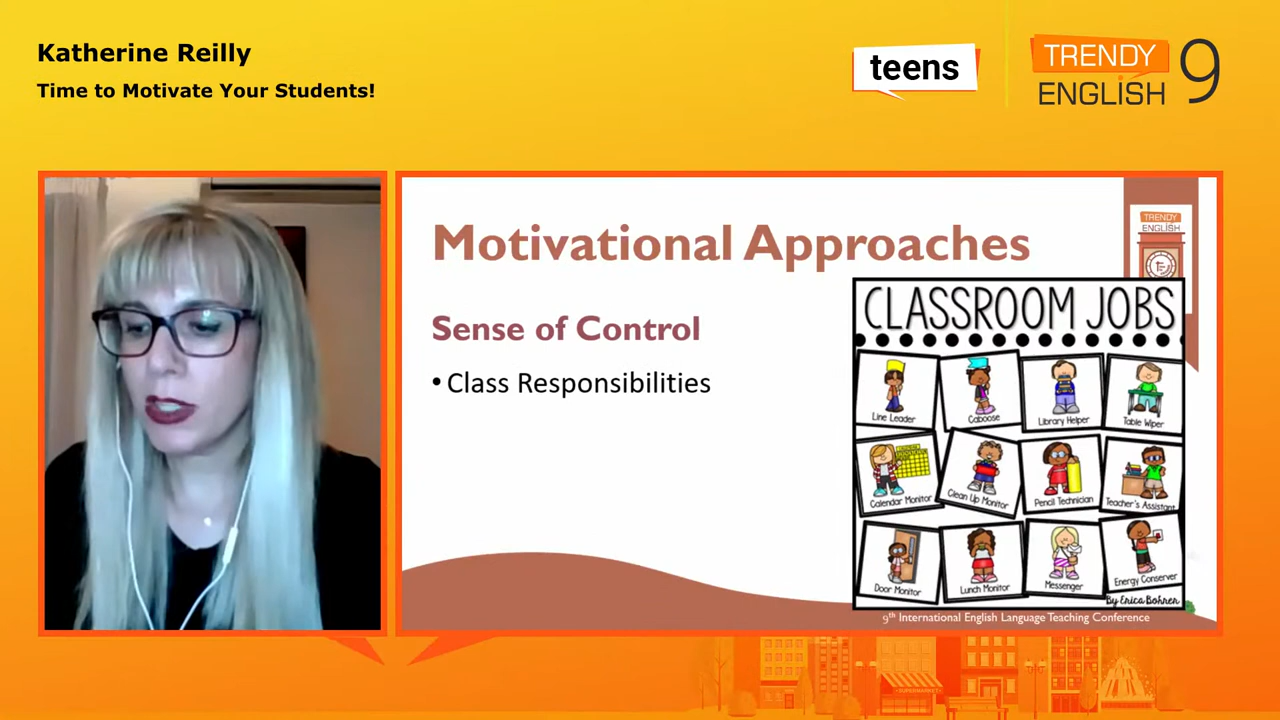 Katherine Reilly
Time to Motivate Your Students!
teens
TRENDY
ENGLISH
9
Motivational Approaches
TRENDY
ENGLISH
Sense of Control
• Class Responsibilities
CLASSROOM JOBS
Line Leader
Caboose
Library Helper
Table Wiper
Calendar Monitor
Clean Up Monitor
Pencil Technician
Teacher's Assistant
Door Monitor
Lunch Monitor
Messenger
Energy Conserver
By Erica Bohrer
9th International English Language Teaching Conference